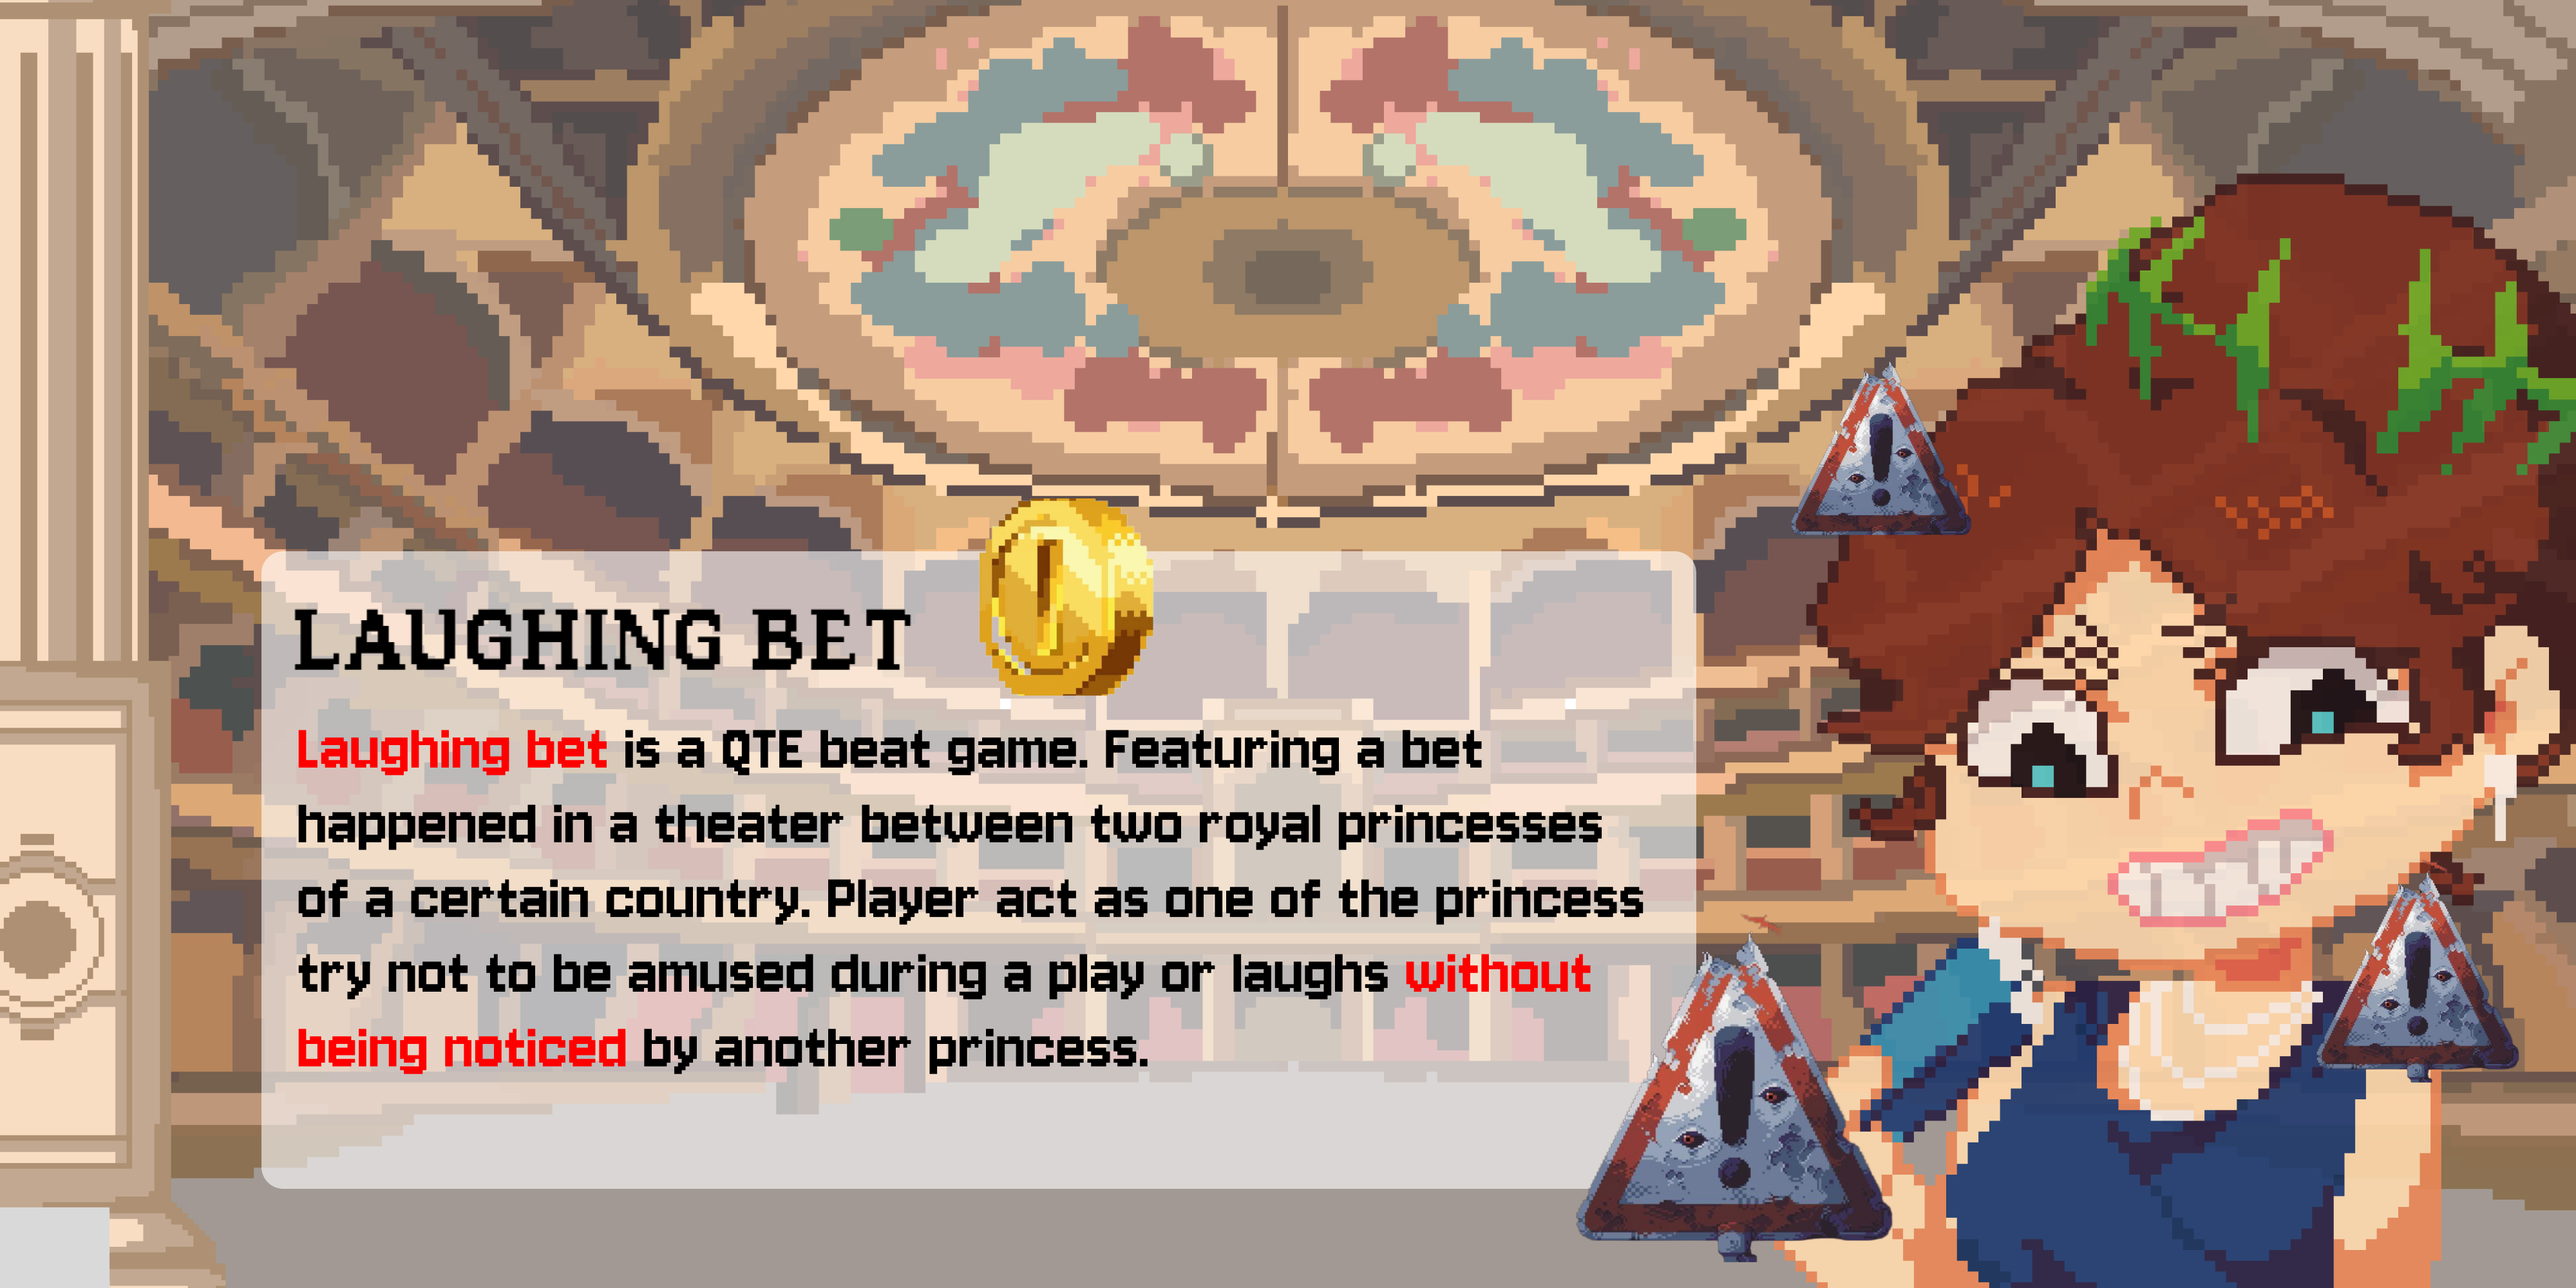 LAUGHING BET
Laughing bet is a QTE beat game. Featuring a bet
happened in a theater between two royal princesses
of a certain country. Player act as one of the princess
try not to be amused during a play or laughs without
being noticed by another princess.